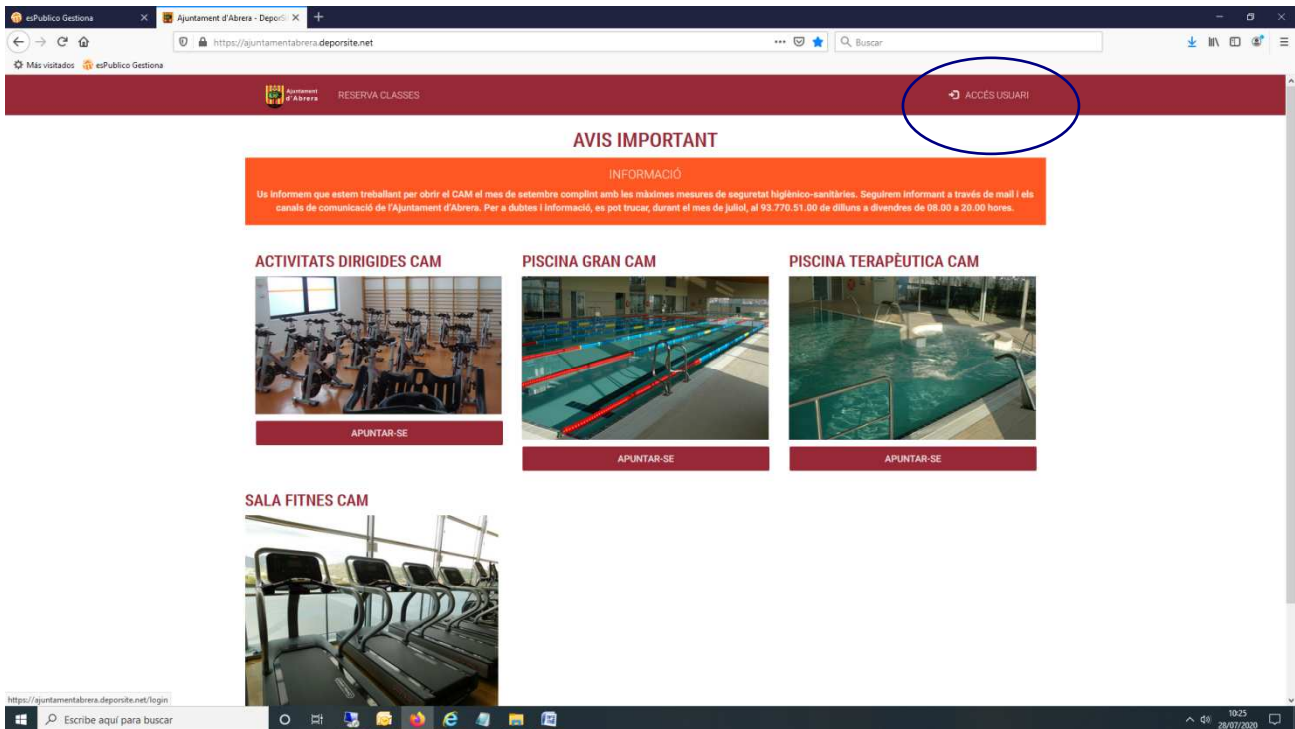 esPublico Gestiona
Ajuntament d'Abrera - DeporSi
https://ajuntamentabrera.deporsite.net
Buscar
Más visitados
esPublico Gestiona
Ajuntament
d'Abrera
RESERVA CLASSES
ACCÉS USUARI
AVIS IMPORTANT
INFORMACIÓ
Us informem que estem treballant per obrir el CAM el mes de setembre complint amb les màximes mesures de seguretat higiènico-sanitàries. Seguirem informant a través de mail i els
canals de comunicació de l'Ajuntament d'Abrera. Per a dubtes i informació, es pot trucar, durant el mes de juliol, al 93.770.51.00 de dilluns a divendres de 08.00 a 20.00 hores.
ACTIVITATS DIRIGIDES CAM
PISCINA GRAN CAM
PISCINA TERAPÈUTICA CAM
APUNTAR-SE
APUNTAR-SE
APUNTAR-SE
SALA FITNES CAM
https://ajuntamentabrera.deporsite.net/login
Escribe aquí para buscar
10:25
28/07/2020